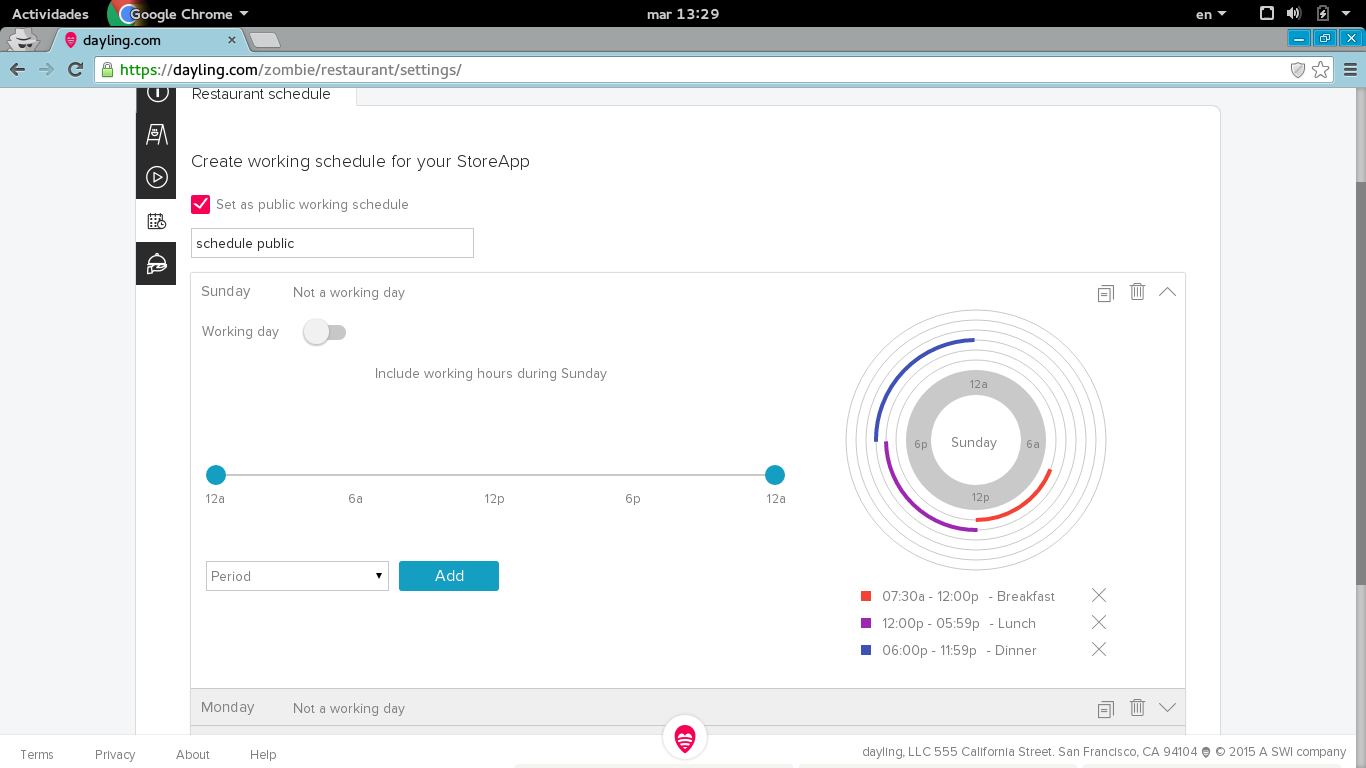 Actividades Google Chrome mar 13:29 en
dayling.com
https://dayling.com/zombie/restaurant/settings/
Restaurant schedule
Create working schedule for your StoreApp
Set as public working schedule
schedule public
Sunday Not a working day
Working day
Include working hours during Sunday
12a 6a 12p 6p 12a
Period Add
12a
6p Sunday 6a
12p
07:30a - 12:00p - Breakfast
12:00p - 05:59p - Lunch
06:00p - 11:59p - Dinner
Monday Not a working day
Terms Privacy About Help dayling, LLC 555 California Street. San Francisco, CA 94104 © 2015 A SWI company